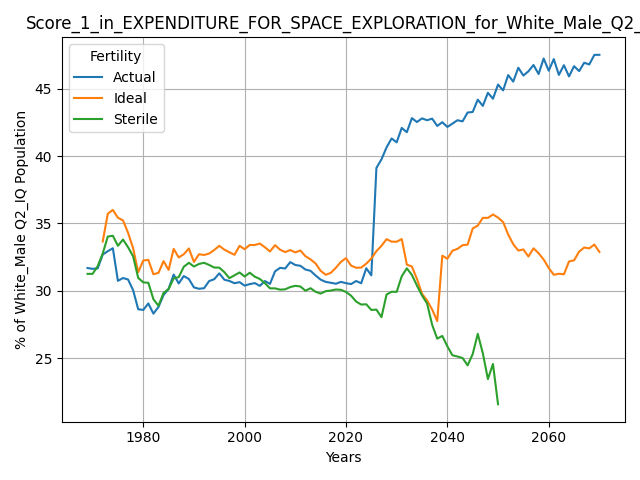 Score_1_in_EXPENDITURE_FOR_SPACE_EXPLORATION_for_White_Male_Q2_
Fertility
Actual
Ideal
Sterile
% of White_Male Q2_IQ Population
45
40
35
30
25
1980
2000
2020
2040
2060
Years